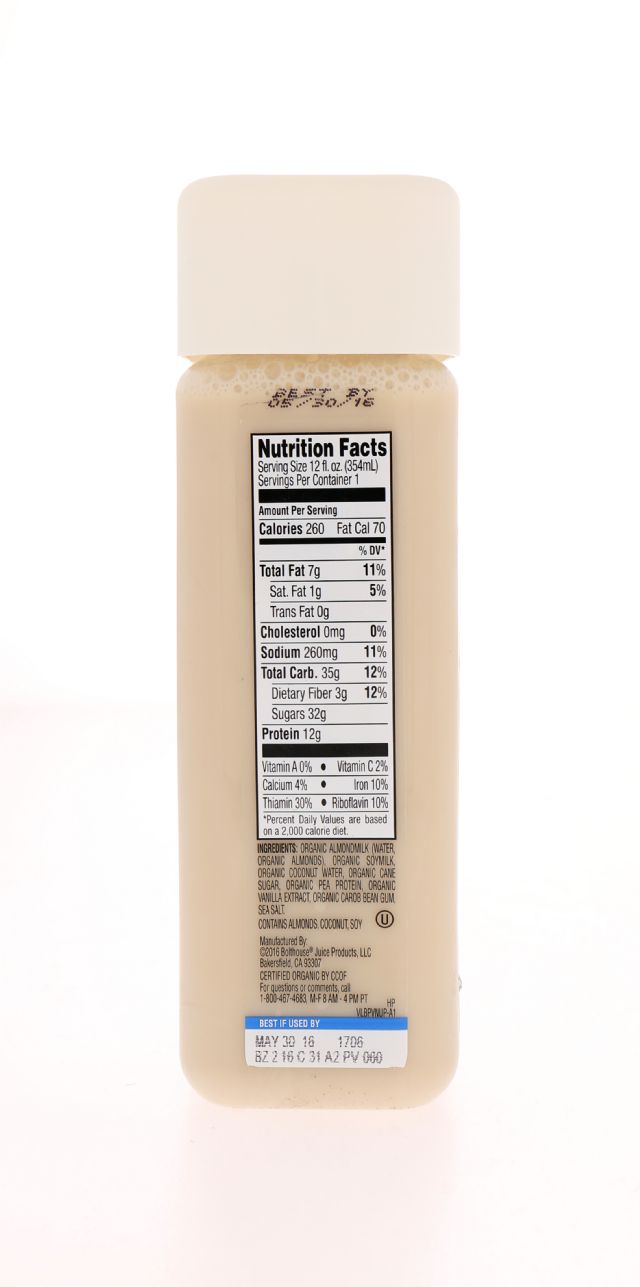 BEST BY
05/30/16
Nutrition Facts
Serving Size 12 fl. oz. (354mL)
Servings Per Container 1
Amount Per Serving
Calories 260 Fat Cal 70
% DV*
Total Fat 7g 11%
Sat. Fat 1g 5%
Trans Fat 0g
Cholesterol 0mg 0%
Sodium 260mg 11%
Total Carb. 35g 12%
Dietary Fiber 3g 12%
Sugars 32g
Protein 12g
Vitamin A 0% • Vitamin C 2%
Calcium 4% • Iron 10%
Thiamin 30% • Riboflavin 10%
*Percent Daily Values are based
on a 2,000 calorie diet.
INGREDIENTS: ORGANIC ALMONDMILK (WATER,
ORGANIC ALMONDS), ORGANIC SOYMILK,
ORGANIC COCONUT WATER, ORGANIC CANE
SUGAR, ORGANIC PEA PROTEIN, ORGANIC
VANILLA EXTRACT, ORGANIC CAROB BEAN GUM,
SEA SALT.
CONTAINS ALMONDS, COCONUT, SOY
U
Manufactured By:
©2016 Bolthouse® Juice Products, LLC
Bakersfield, CA 93307
CERTIFIED ORGANIC BY CCOF
For questions or comments, call
1-800-467-4683, M-F 8 AM - 4 PM PT
HP
VLBPVNUP-A1
BEST IF USED BY
MAY 30 16 1706
BZ 2 16 C 31 A2 PV 060